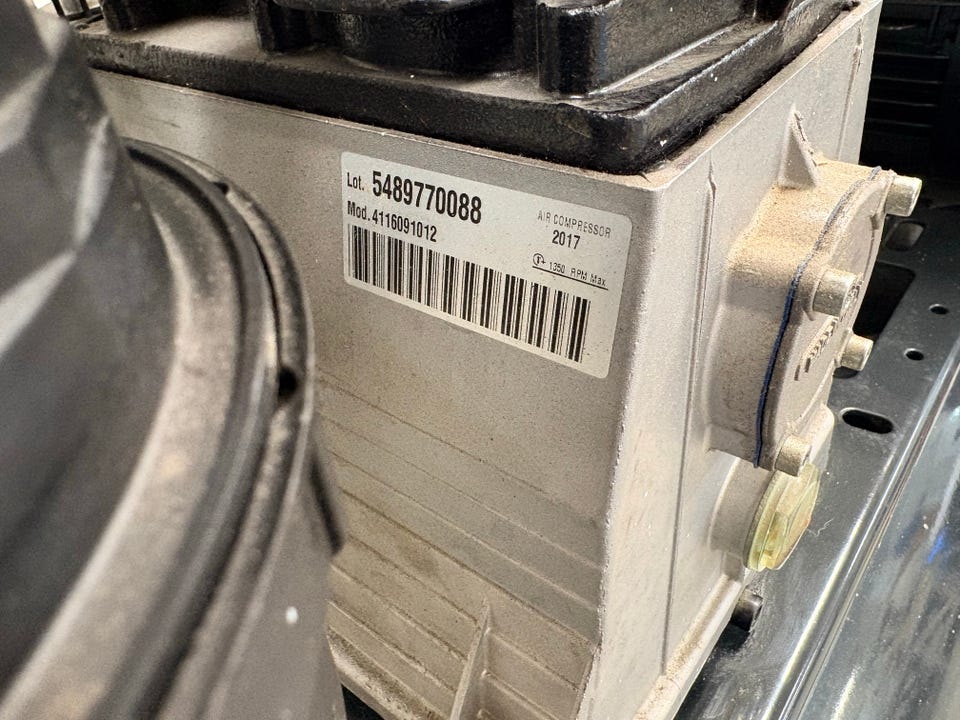 Lot. 5489770088
Mod. 4116091012
AIR COMPRESSOR
2017
1350 RPM Max